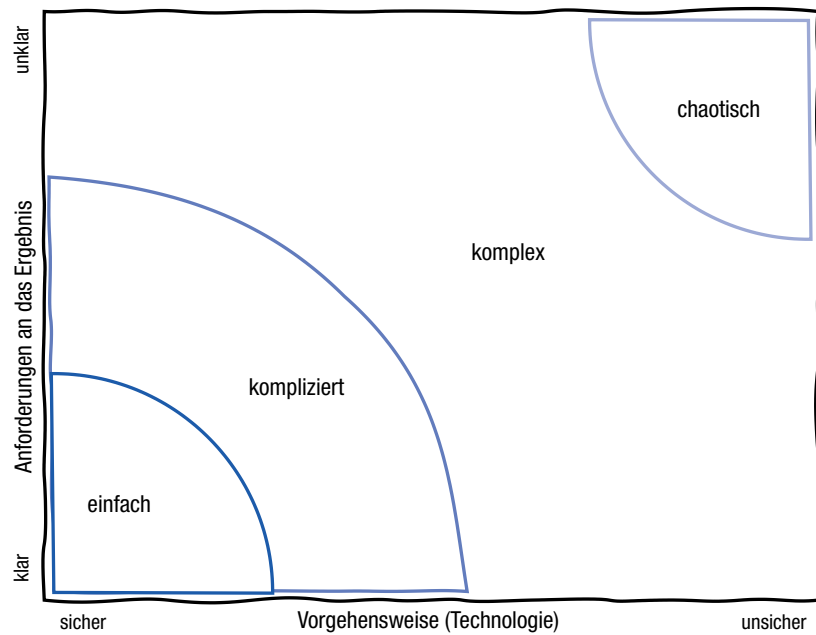 unklar
chaotisch
komplex
Anforderungen an das Ergebnis
kompliziert
einfach
klar
sicher
Vorgehensweise (Technologie)
unsicher